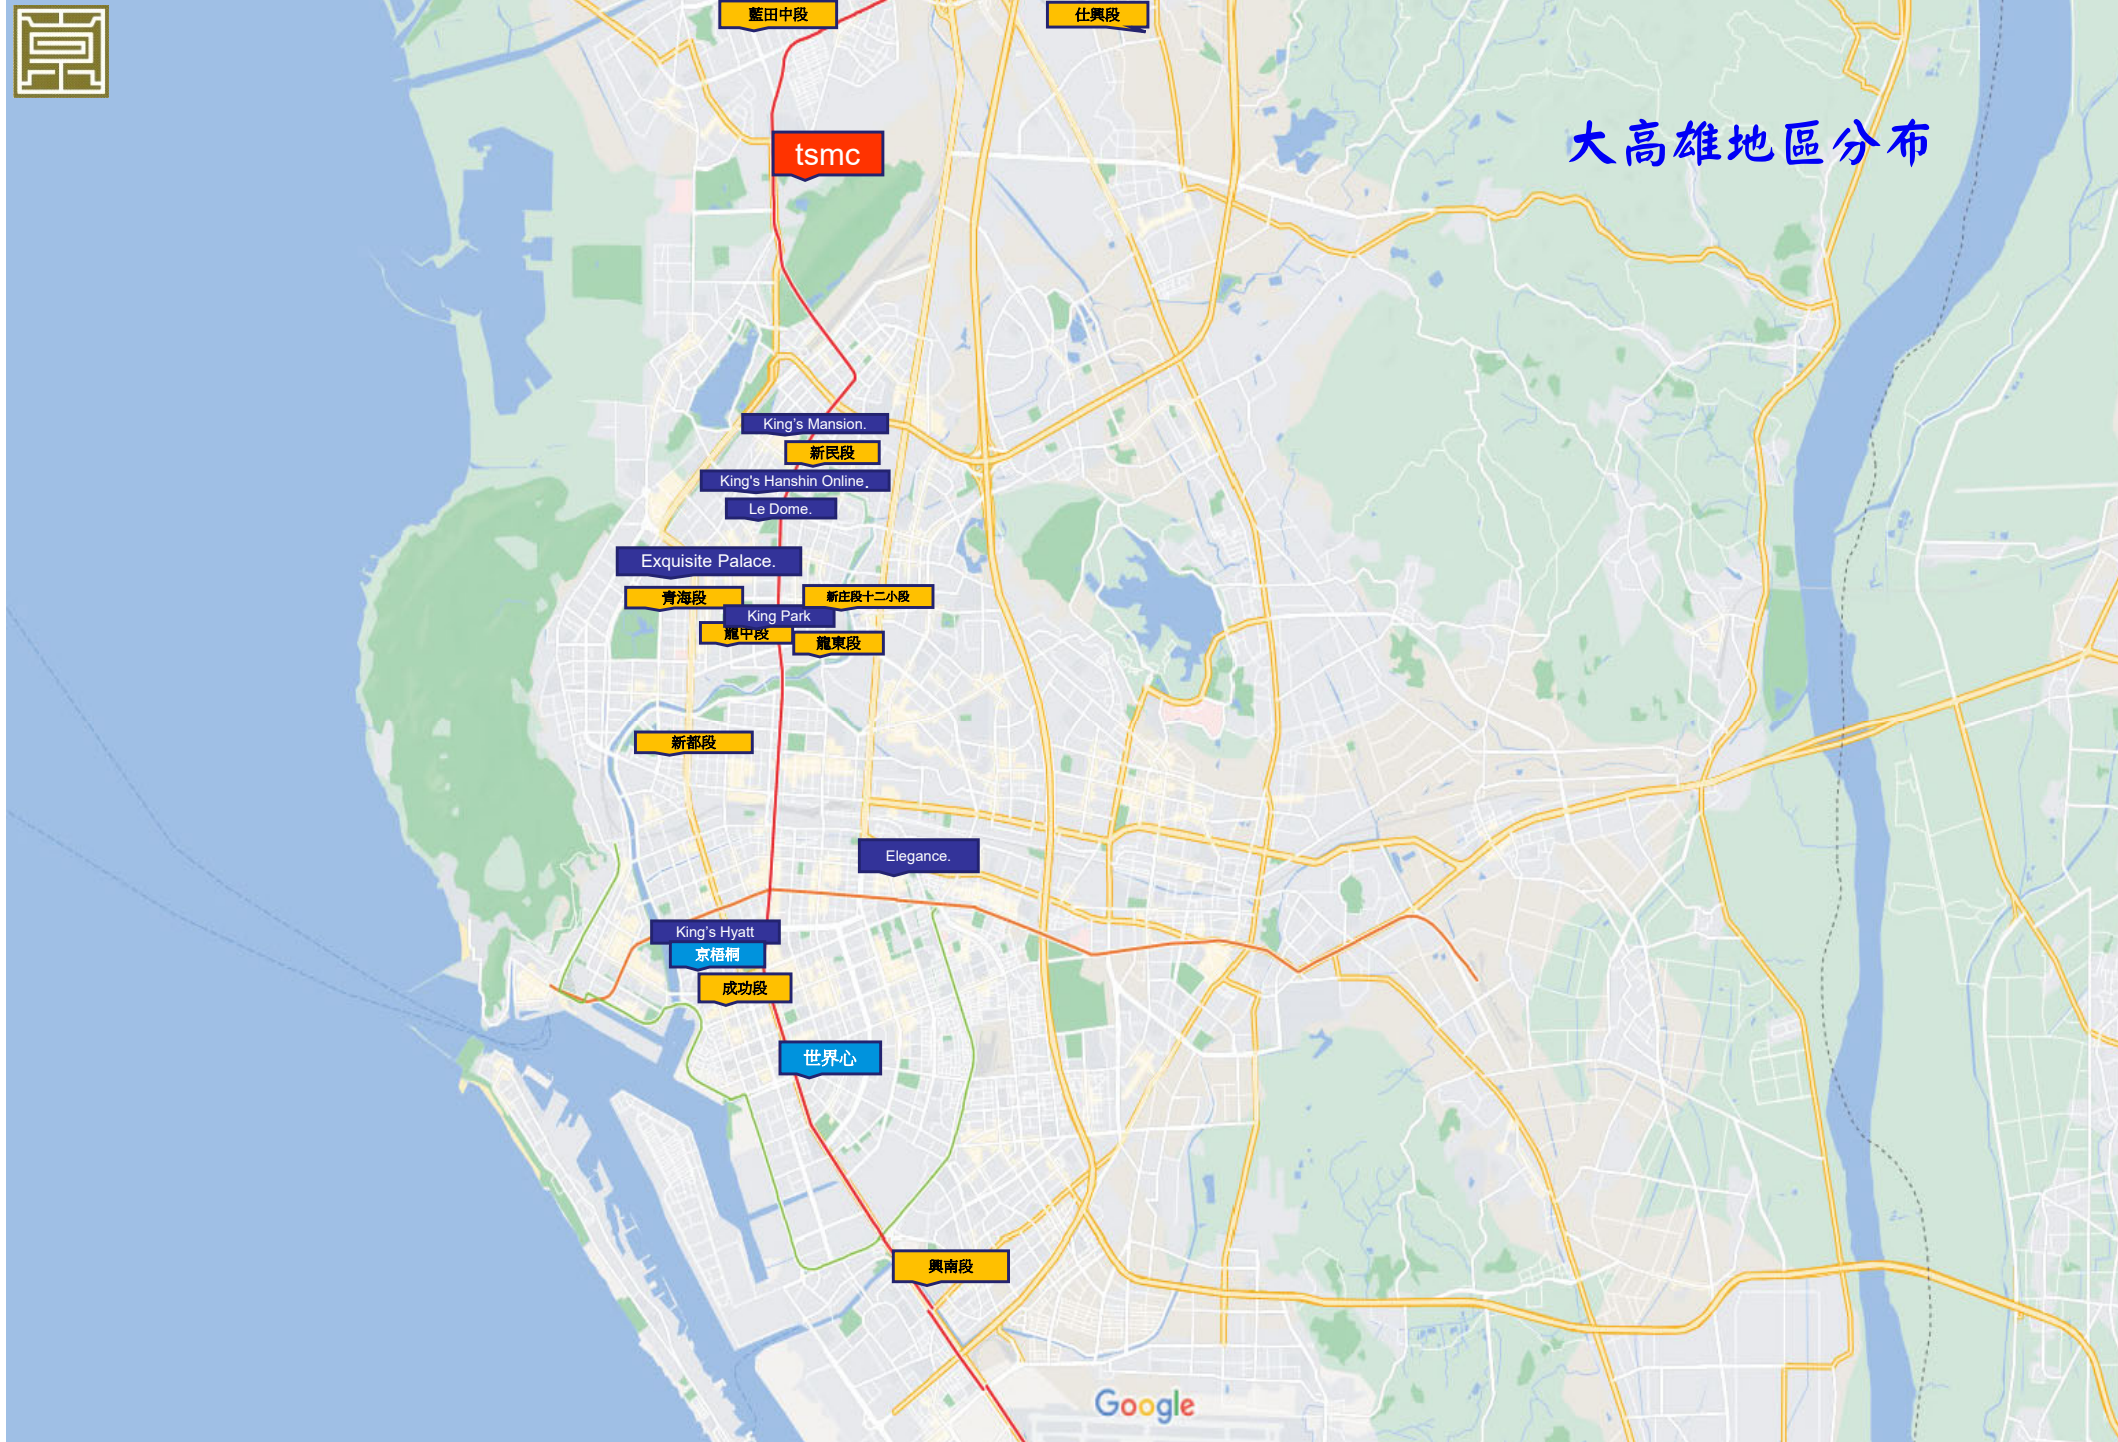 藍田中段
仕興段
大高雄地區分布
tsmc
King's Mansion.
新民段
King's Hanshin Online.
Le Dome.
Exquisite Palace.
青海段
新庄段十二小段
King Park
龍中段
龍東段
新都段
Elegance.
King's Hyatt
京梧桐
成功段
世界心
興南段
Google